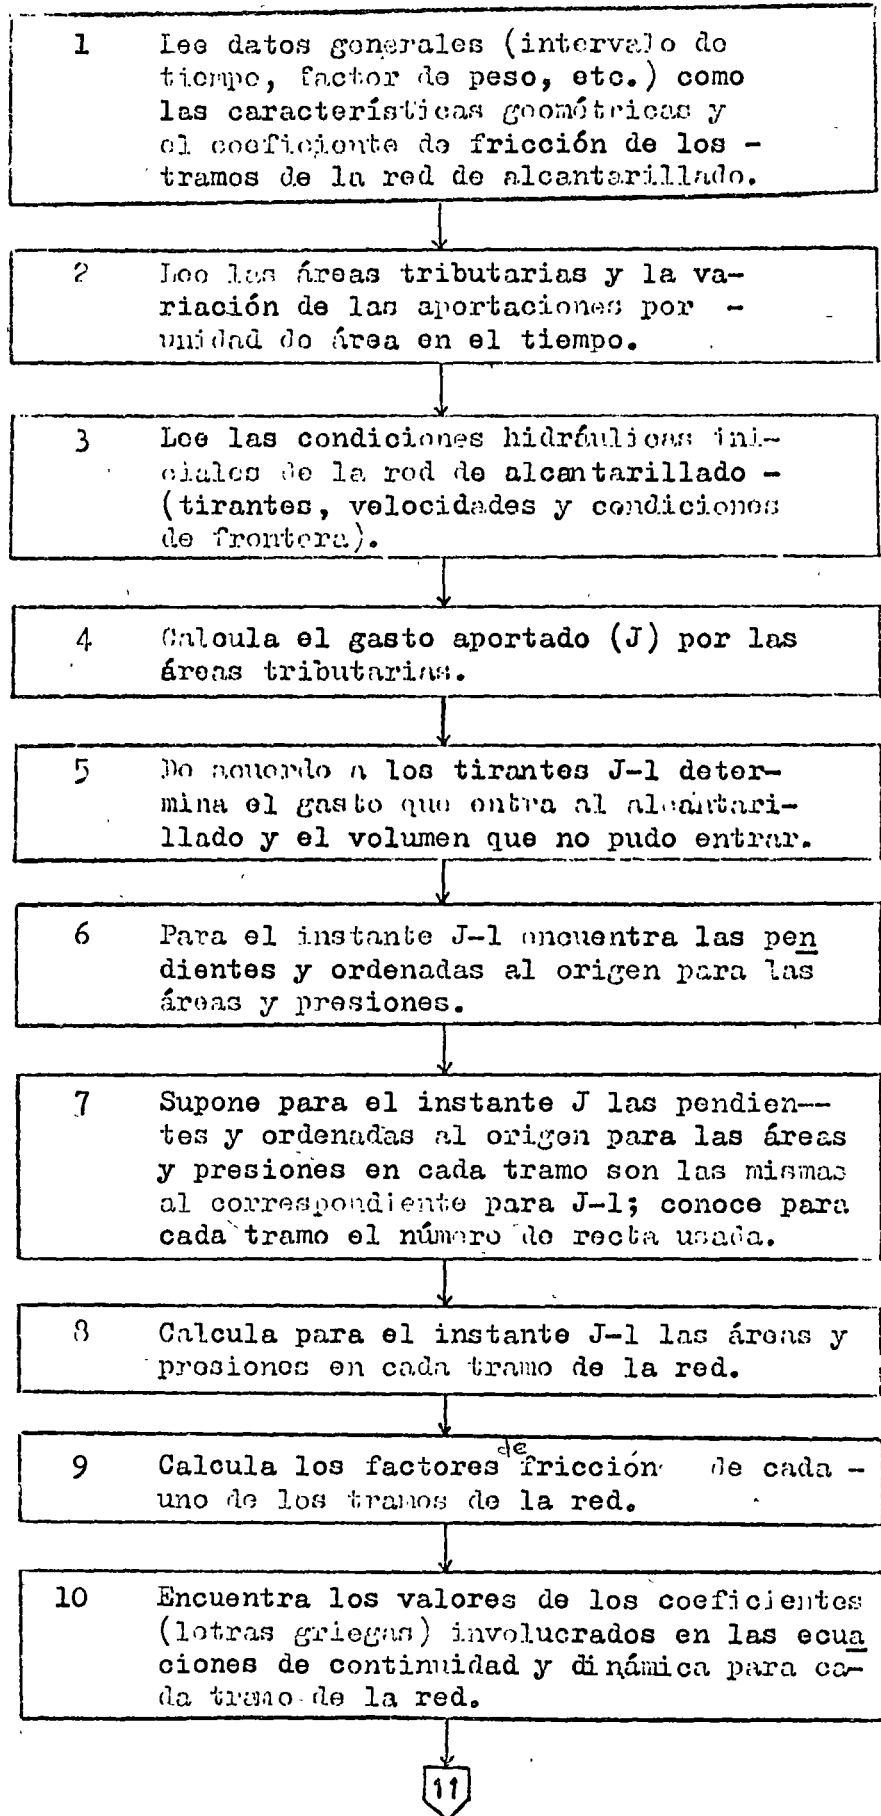 1 Lee datos generales (intervalo de
tiempo, factor de peso, etc.) como
las características geométricas y
el coeficiente de fricción de los -
tramos de la red de alcantarillado.
2 Lee las áreas tributarias y la va-
riación de las aportaciones por -
unidad de área en el tiempo.
3 Lee las condiciones hidráulicas ini-
ciales de la red de alcantarillado -
(tirantes, velocidades y condiciones
de frontera).
4 Calcula el gasto aportado (J) por las
áreas tributarias.
5 De acuerdo a los tirantes J-1 deter-
mina el gasto que entra al alcantari-
llado y el volumen que no pudo entrar.
6 Para el instante J-1 encuentra las pen
dientes y ordenadas al origen para las
áreas y presiones.
7 Supone para el instante J las pendien--
tes y ordenadas al origen para las áreas
y presiones en cada tramo son las mismas
al correspondiente para J-1; conoce para
cada tramo el número de recta usada.
8 Calcula para el instante J-1 las áreas y
presiones en cada tramo de la red.
9 Calcula los factores de fricción de cada -
uno de los tramos de la red.
10 Encuentra los valores de los coeficientes
(letras griegas) involucrados en las ecua
ciones de continuidad y dinámica para ca-
da tramo de la red.
11